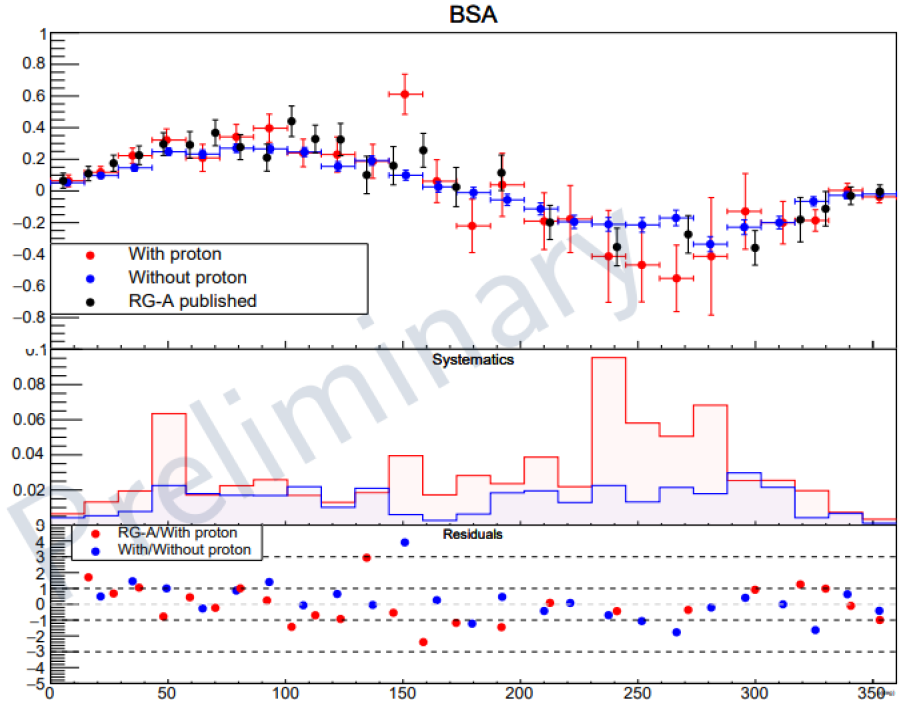 BSA
1
0.8
0.6
0.4
0.2
0
−0.2
−0.4
−0.6
−0.8
With proton
Without proton
RG-A published
Preliminary
0.1
Systematics
0.08
0.06
0.04
0.02
Residuals
RG-A/With proton
With/Without proton
3
2
1
0
−1
−2
−3
−4
−5
0 50 100 150 200 250 300 350